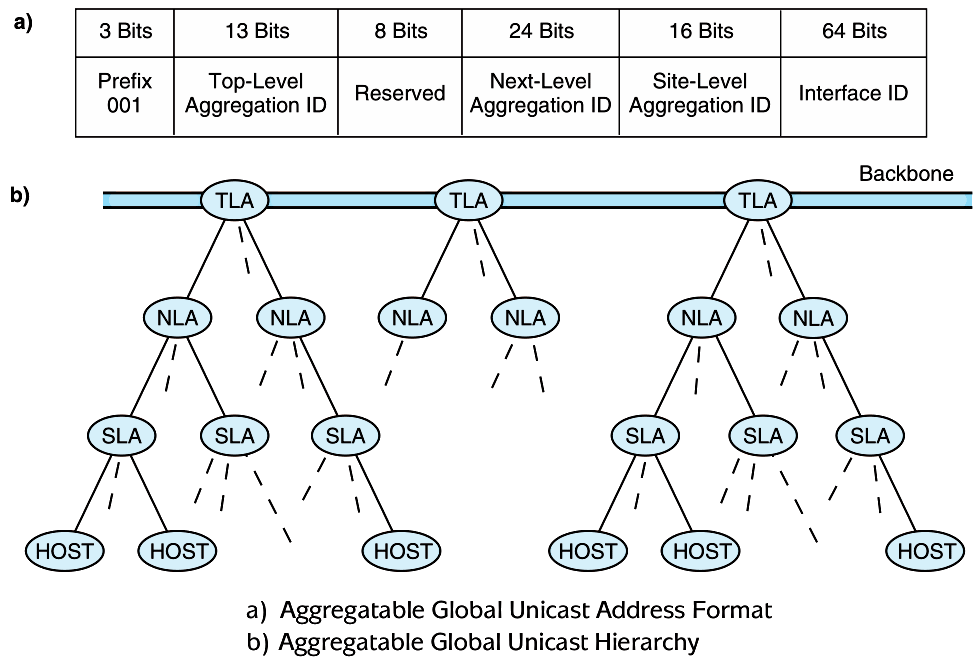 a)
3 Bits 13 Bits 8 Bits 24 Bits 16 Bits 64 Bits
Prefix
001
Top-Level
Aggregation ID
Reserved
Next-Level
Aggregation ID
Site-Level
Aggregation ID
Interface ID
b)
Backbone
TLA TLA TLA
NLA NLA NLA NLA NLA NLA
SLA SLA SLA SLA SLA SLA
HOST HOST HOST HOST HOST HOST
a) Aggregatable Global Unicast Address Format
b) Aggregatable Global Unicast Hierarchy